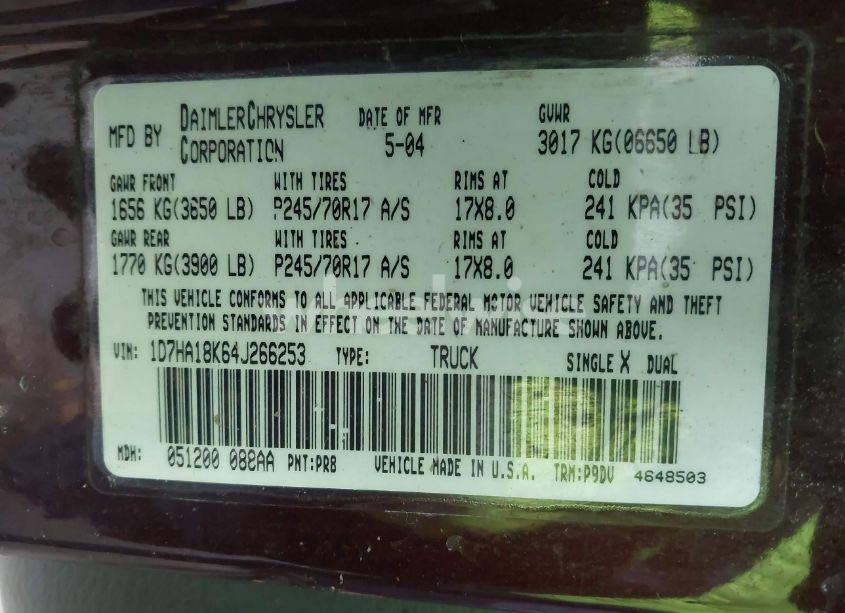 MFD BY DAIMLERCHRYSLER CORPORATION DATE OF MFR 5-04 GVWR 3017 KG(06650 LB)
GAWR FRONT WITH TIRES RIMS AT COLD
1656 KG(3650 LB) P245/70R17 A/S 17X8.0 241 KPA(35 PSI)
GAWR REAR WITH TIRES RIMS AT COLD
1770 KG(3900 LB) P245/70R17 A/S 17X8.0 241 KPA(35 PSI)
THIS VEHICLE CONFORMS TO ALL APPLICABLE FEDERAL MOTOR VEHICLE SAFETY AND THEFT
PREVENTION STANDARDS IN EFFECT ON THE DATE OF MANUFACTURE SHOWN ABOVE.
VIN: 1D7HA18K64J266253 TYPE: TRUCK SINGLE X DUAL
MDH: 051200 088AA PNT:PR8 VEHICLE MADE IN U.S.A. TRM:P9DV 4648503